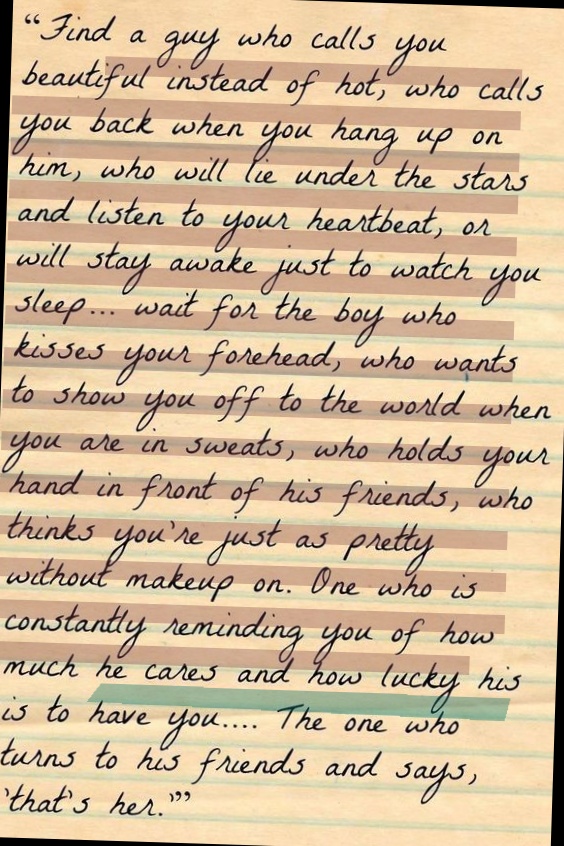 “Find a guy who calls you
beautiful instead of hot, who calls
you back when you hang up on
him, who will lie under the stars
and listen to your heartbeat, or
will stay awake just to watch you
sleep... wait for the boy who
kisses your forehead, who wants
to show you off to the world when
you are in sweats, who holds your
hand in front of his friends, who
thinks you're just as pretty
without makeup on. One who is
constantly reminding you of how
much he cares and how lucky his
is to have you.... The one who
turns to his friends and says,
'that's her.'”